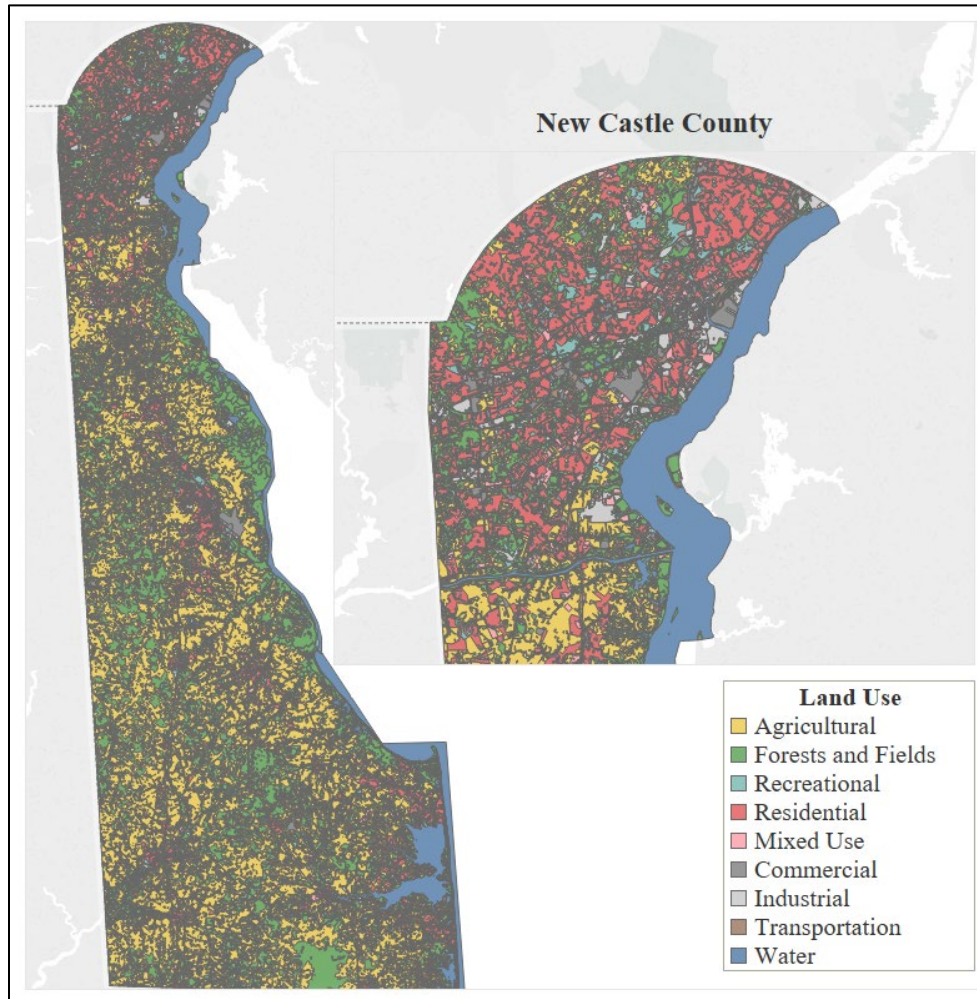 New Castle County
Land Use
Agricultural
Forests and Fields
Recreational
Residential
Mixed Use
Commercial
Industrial
Transportation
Water